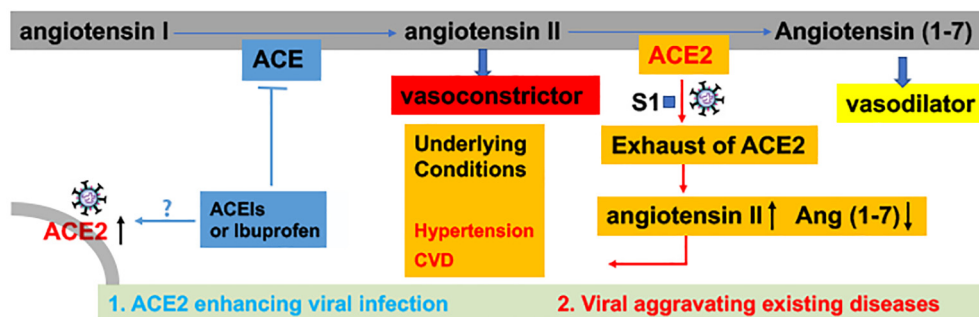 angiotensin I
angiotensin II
Angiotensin (1-7)
ACE
ACE2
vasoconstrictor
S1
vasodilator
Underlying
Conditions
Hypertension
CVD
Exhaust of ACE2
angiotensin II Ang (1-7)
?
ACEIs
or Ibuprofen
ACE2
1. ACE2 enhancing viral infection
2. Viral aggravating existing diseases